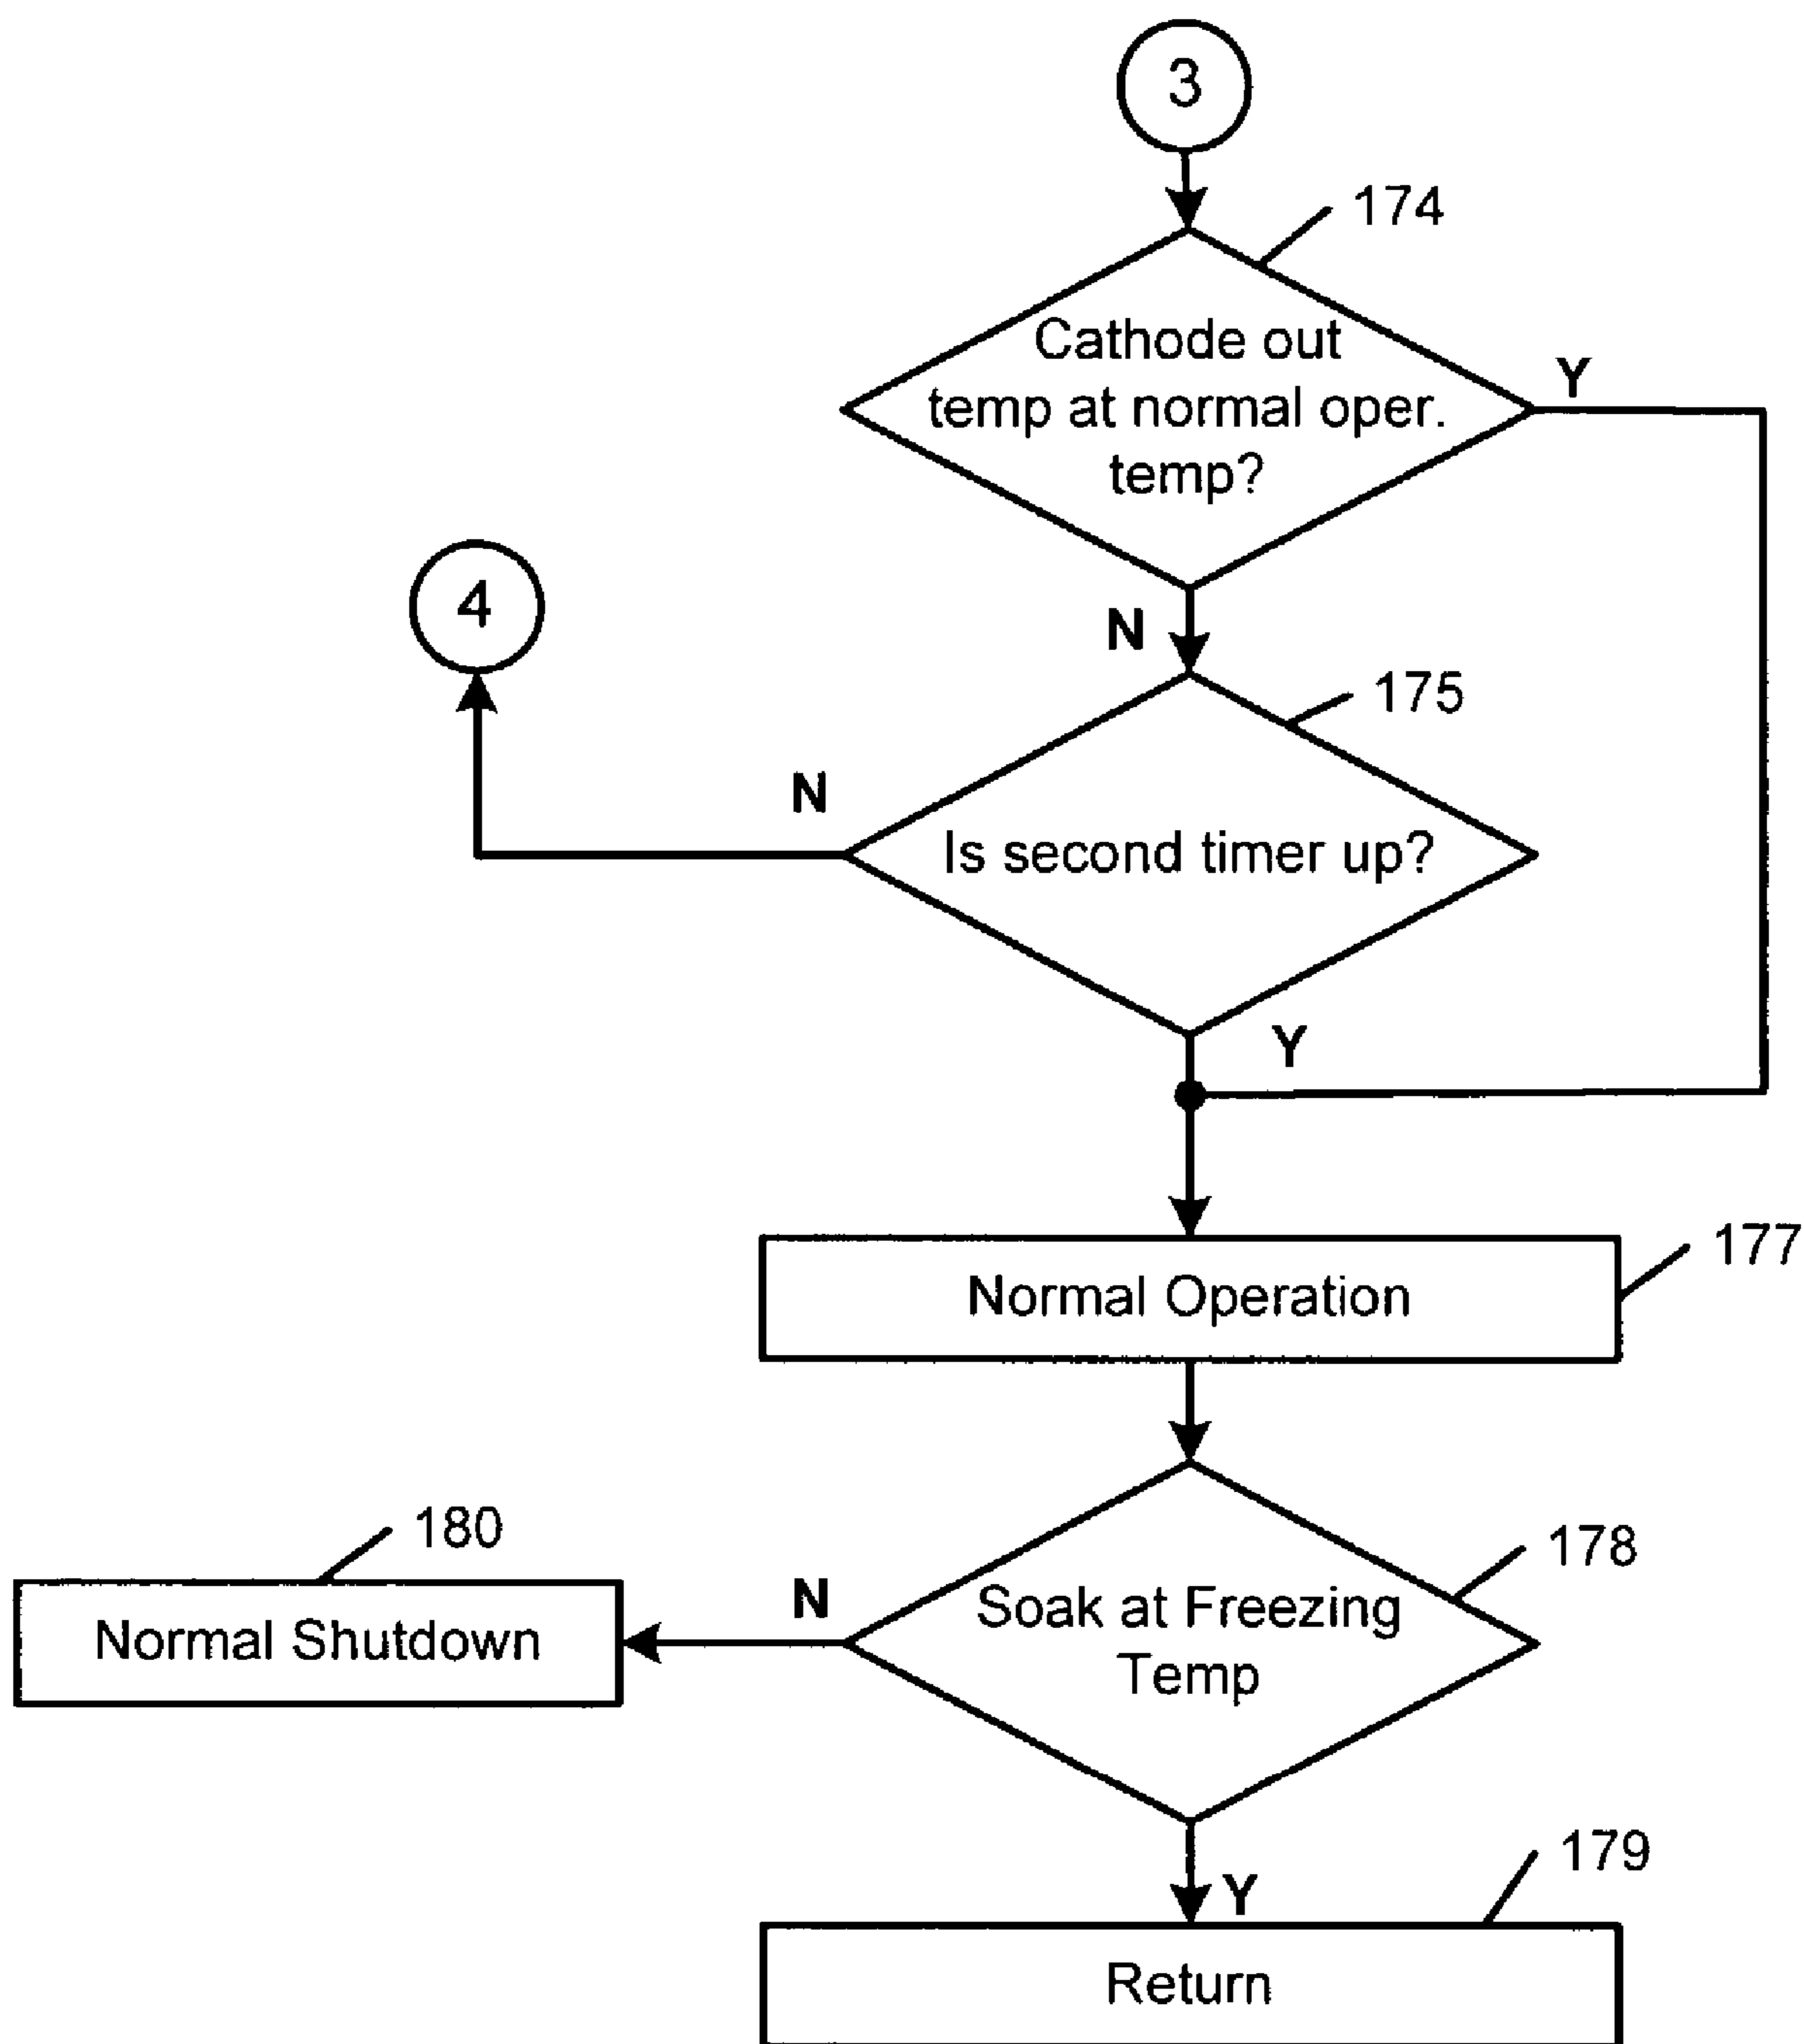 3
174
Cathode out
temp at normal oper.
temp?
Y
N
4
175
N
Is second timer up?
Y
177
Normal Operation
180
178
N
Soak at Freezing
Temp
Normal Shutdown
179
Y
Return